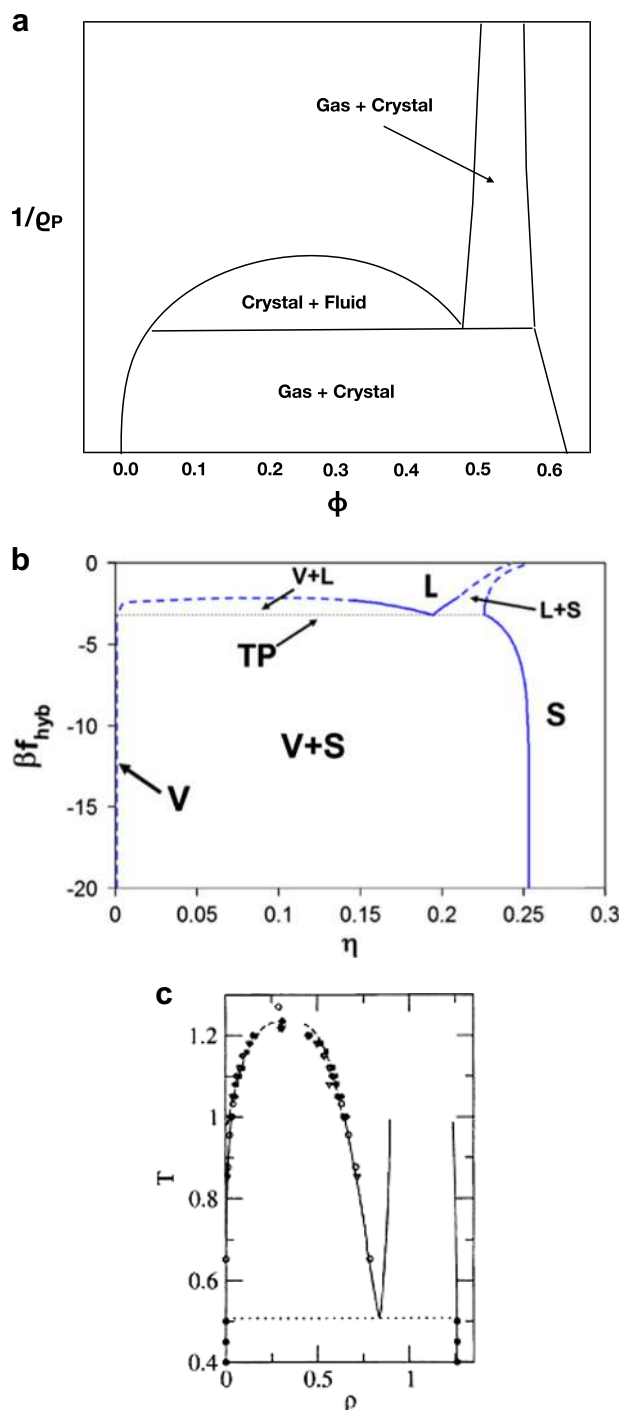 a
Gas + Crystal
1/ϱP
Crystal + Fluid
Gas + Crystal
0.0 0.1 0.2 0.3 0.4 0.5 0.6
ϕ
b
0
V+L
L
L+S
-5
TP
βf hyb
-10
V+S
S
V
-15
-20
0 0.05 0.1 0.15 0.2 0.25 0.3
η
c
1.2
1
T
0.8
0.6
0.4
0 0.5 1
ρ